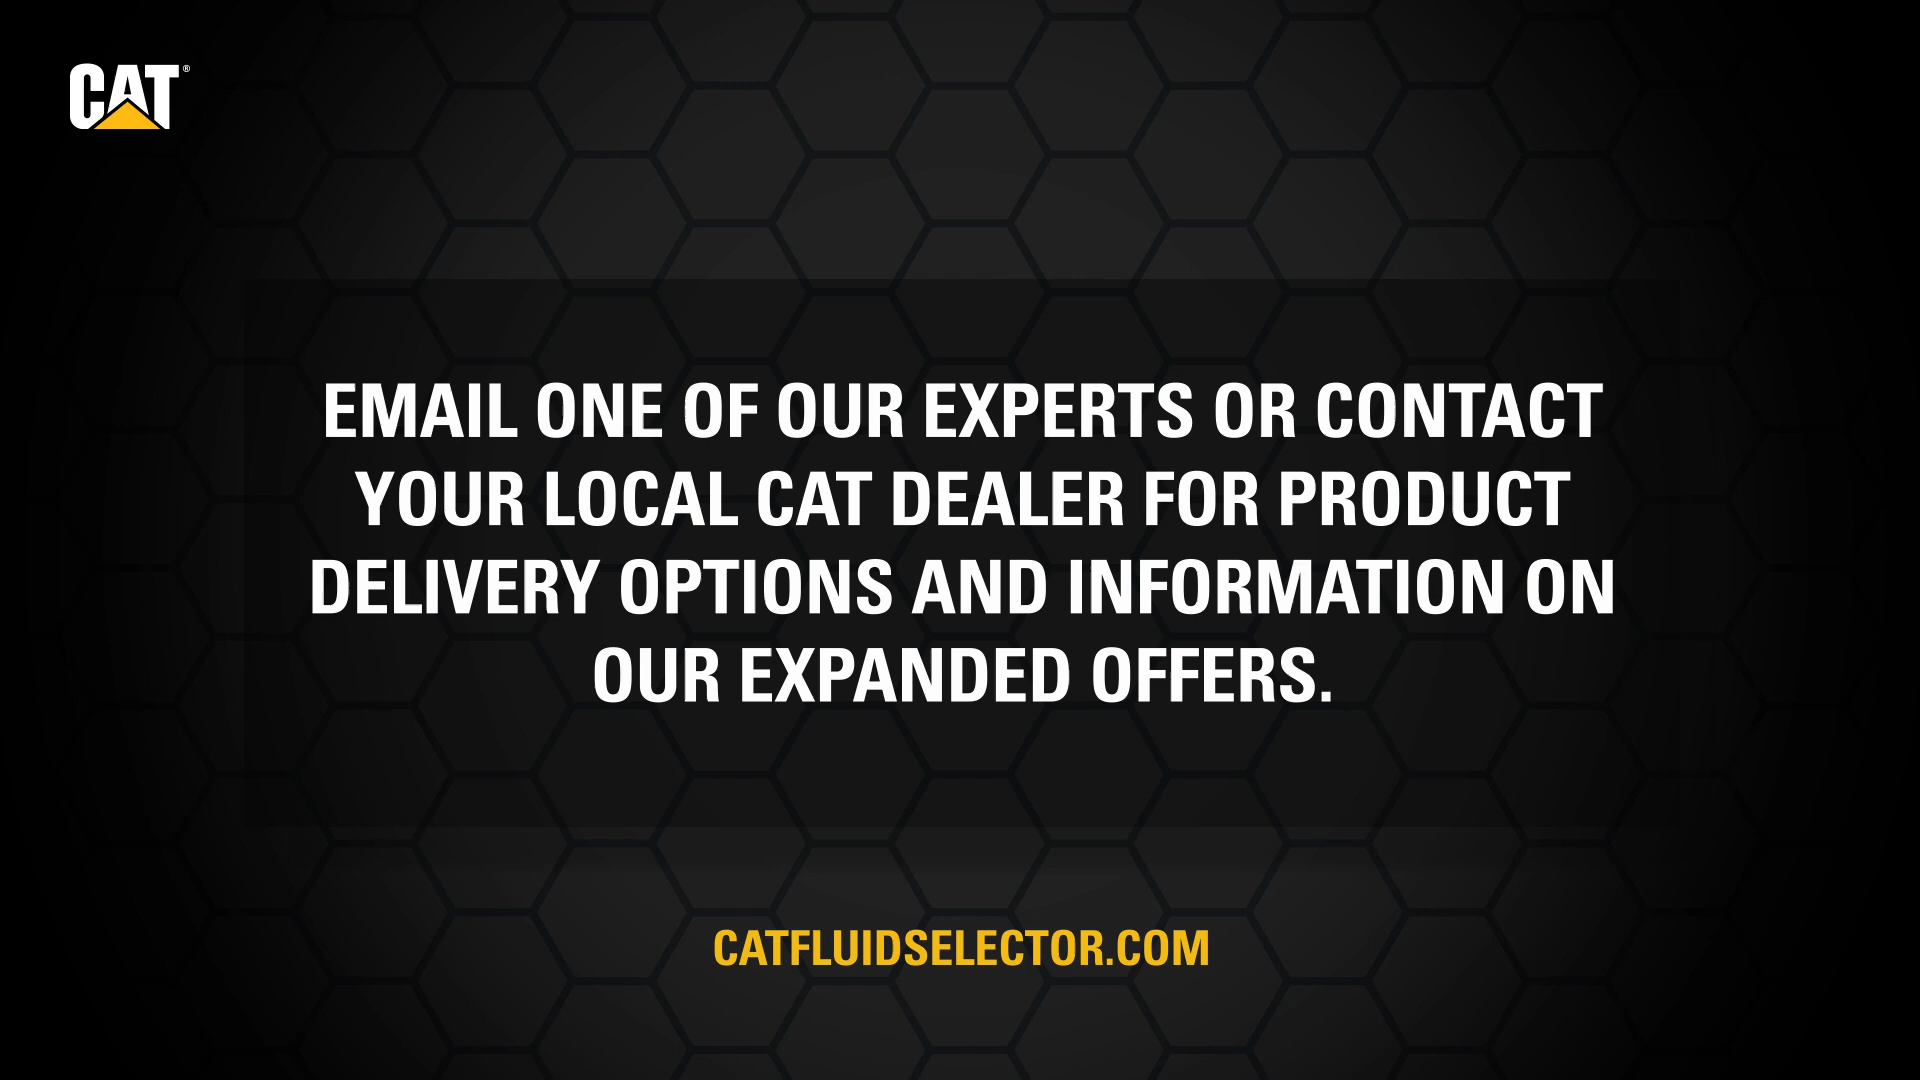 CAT®
EMAIL ONE OF OUR EXPERTS OR CONTACT
YOUR LOCAL CAT DEALER FOR PRODUCT
DELIVERY OPTIONS AND INFORMATION ON
OUR EXPANDED OFFERS.
CATFLUIDSELECTOR.COM